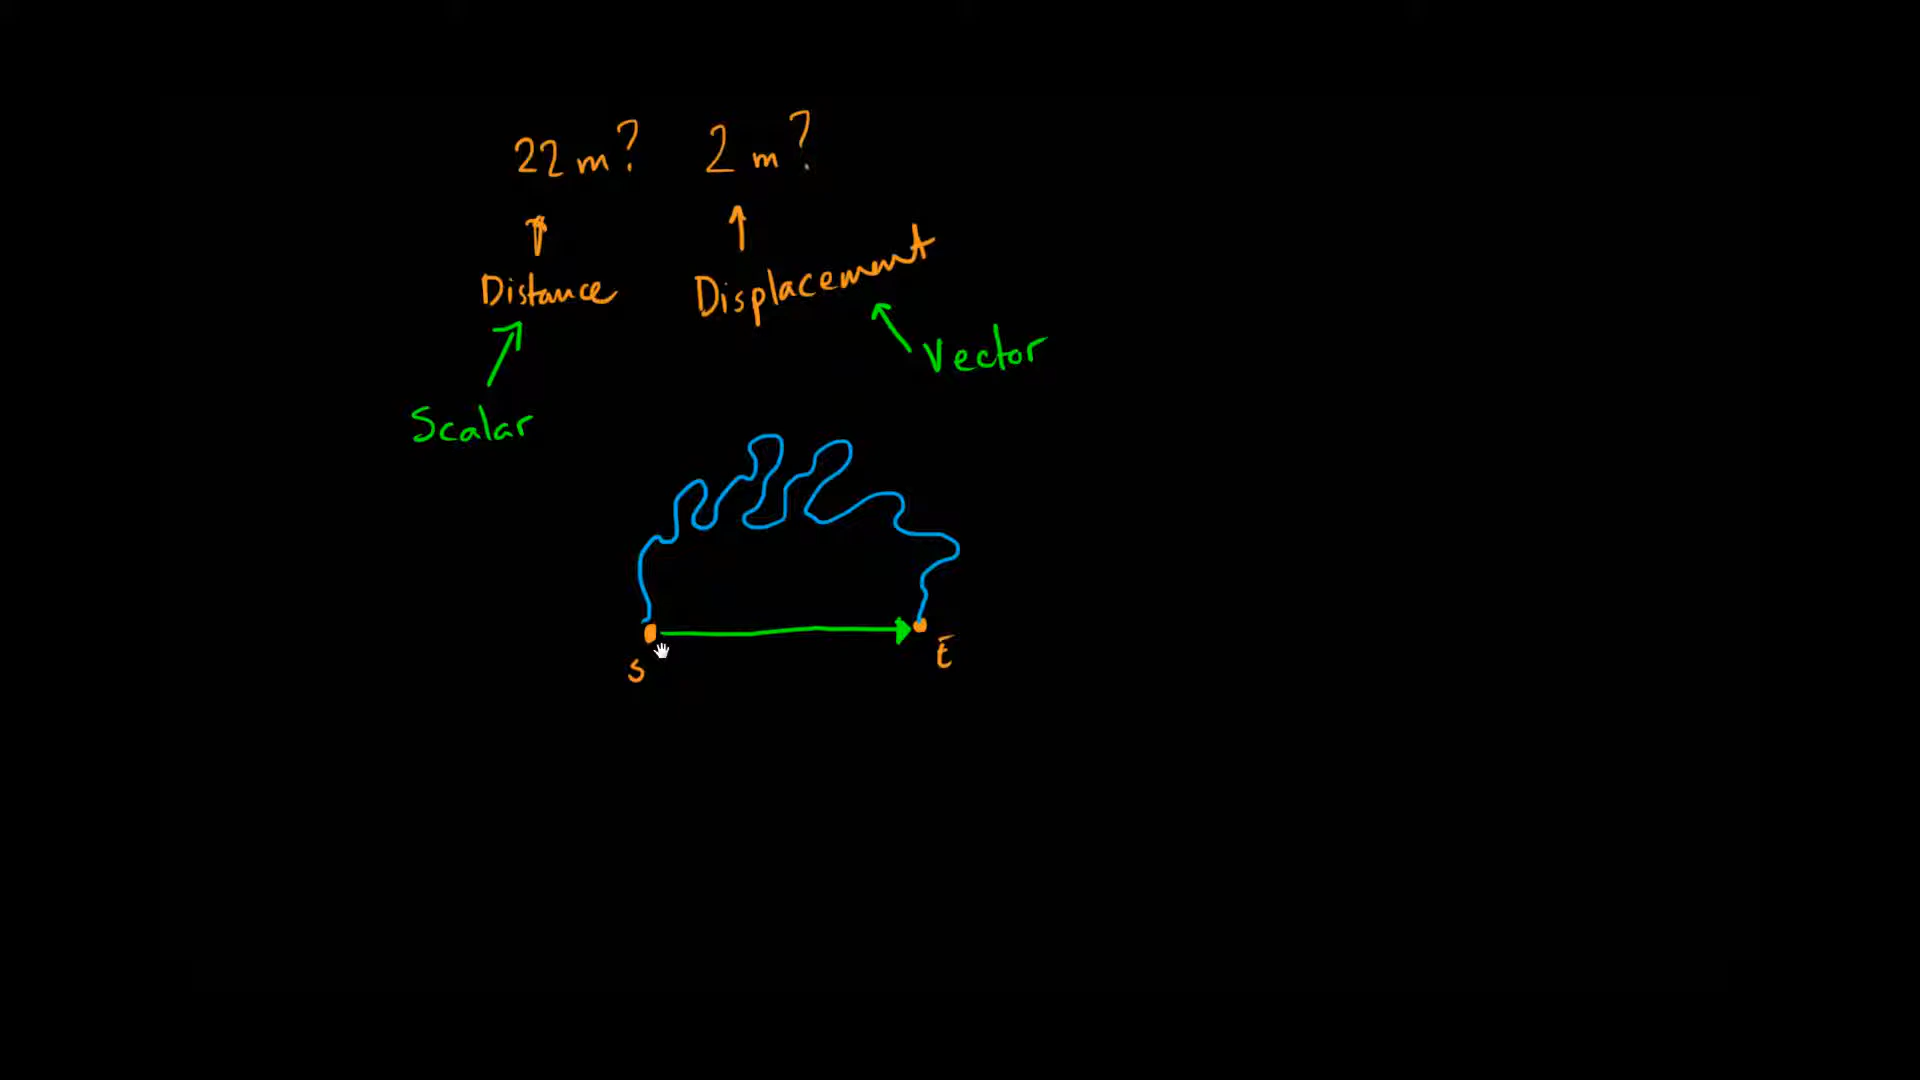 22 m? 2 m?
Distance Displacement
Vector
Scalar
S E